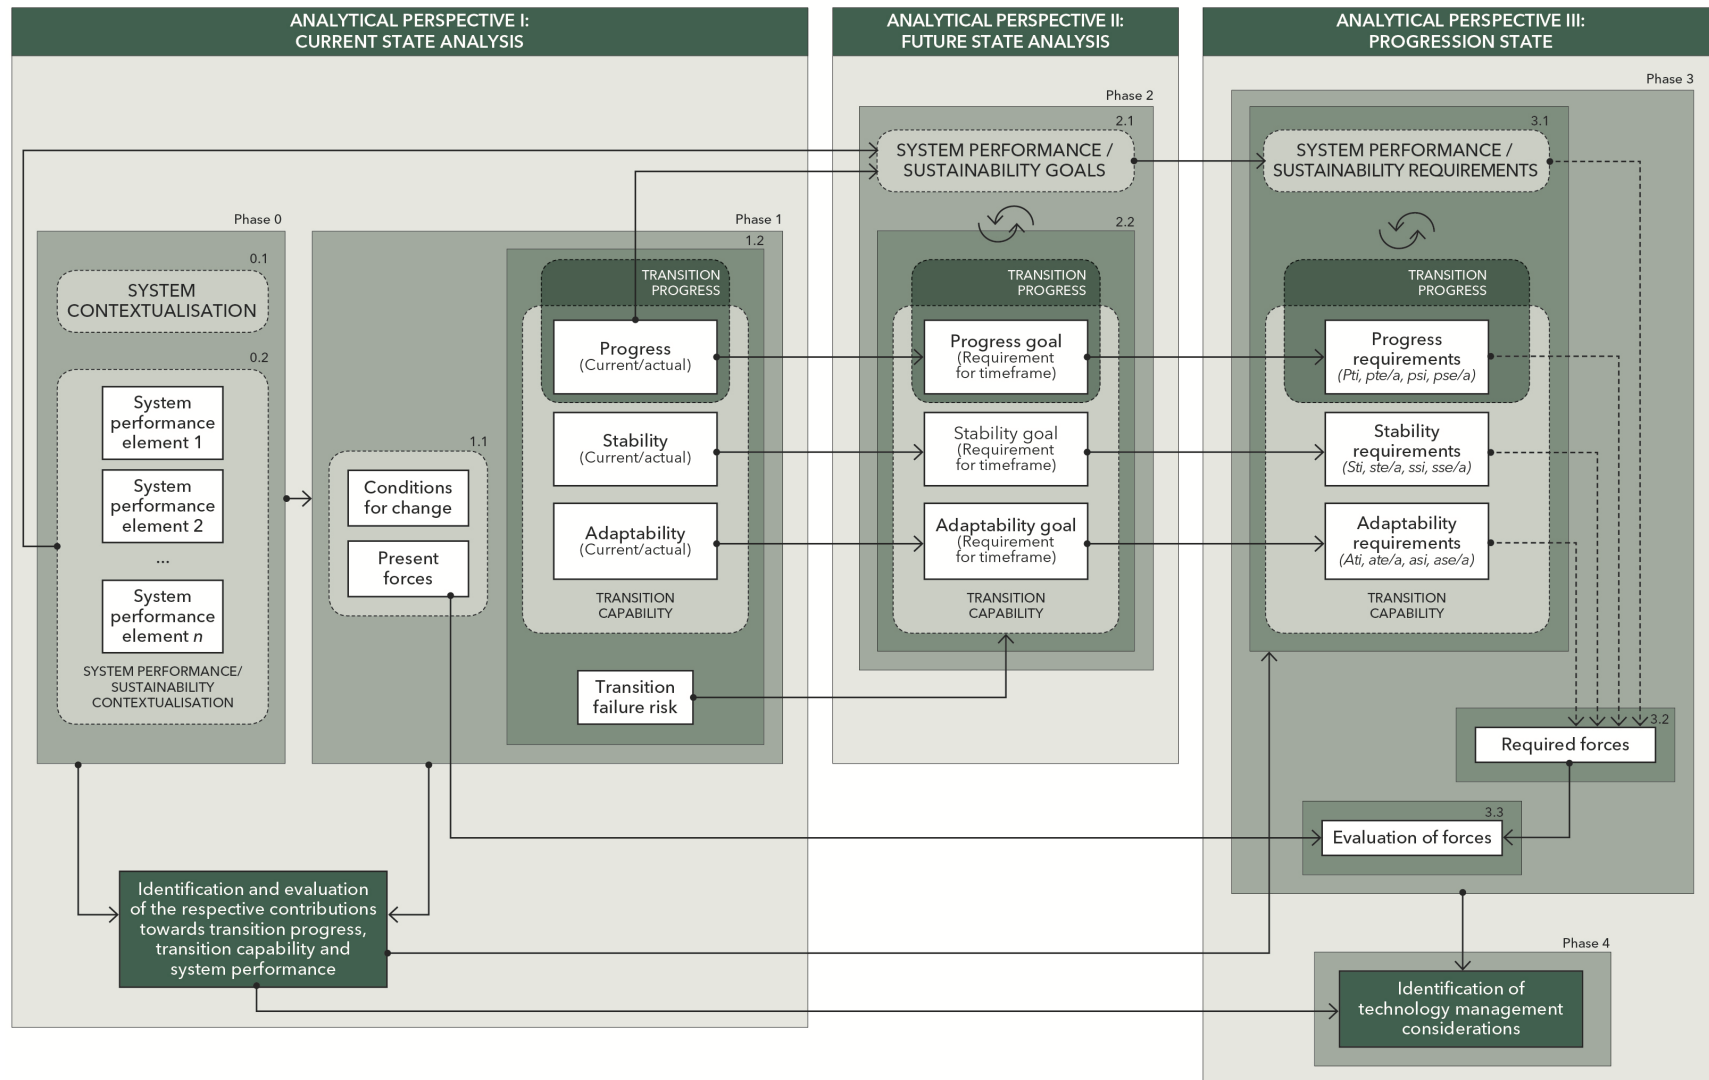 ANALYTICAL PERSPECTIVE I:
CURRENT STATE ANALYSIS
ANALYTICAL PERSPECTIVE II:
FUTURE STATE ANALYSIS
ANALYTICAL PERSPECTIVE III:
PROGRESSION STATE
Phase 0
0.1
SYSTEM
CONTEXTUALISATION
0.2
System
performance
element 1
System
performance
element 2
...
System
performance
element n
SYSTEM PERFORMANCE/
SUSTAINABILITY
CONTEXTUALISATION
Phase 1
1.1
Conditions
for change
Present
forces
1.2
TRANSITION
PROGRESS
Progress
(Current/actual)
Stability
(Current/actual)
Adaptability
(Current/actual)
TRANSITION
CAPABILITY
Transition
failure risk
Identification and evaluation
of the respective contributions
towards transition progress,
transition capability and
system performance
Phase 2
2.1
SYSTEM PERFORMANCE /
SUSTAINABILITY GOALS
2.2
TRANSITION
PROGRESS
Progress goal
(Requirement
for timeframe)
Stability goal
(Requirement
for timeframe)
Adaptability goal
(Requirement
for timeframe)
TRANSITION
CAPABILITY
Phase 3
3.1
SYSTEM PERFORMANCE /
SUSTAINABILITY REQUIREMENTS
TRANSITION
PROGRESS
Progress
requirements
(Pti, pte/a, psi, pse/a)
Stability
requirements
(Sti, ste/a, ssi, sse/a)
Adaptability
requirements
(Ati, ate/a, asi, ase/a)
TRANSITION
CAPABILITY
3.2
Required forces
3.3
Evaluation of forces
Phase 4
Identification of
technology management
considerations